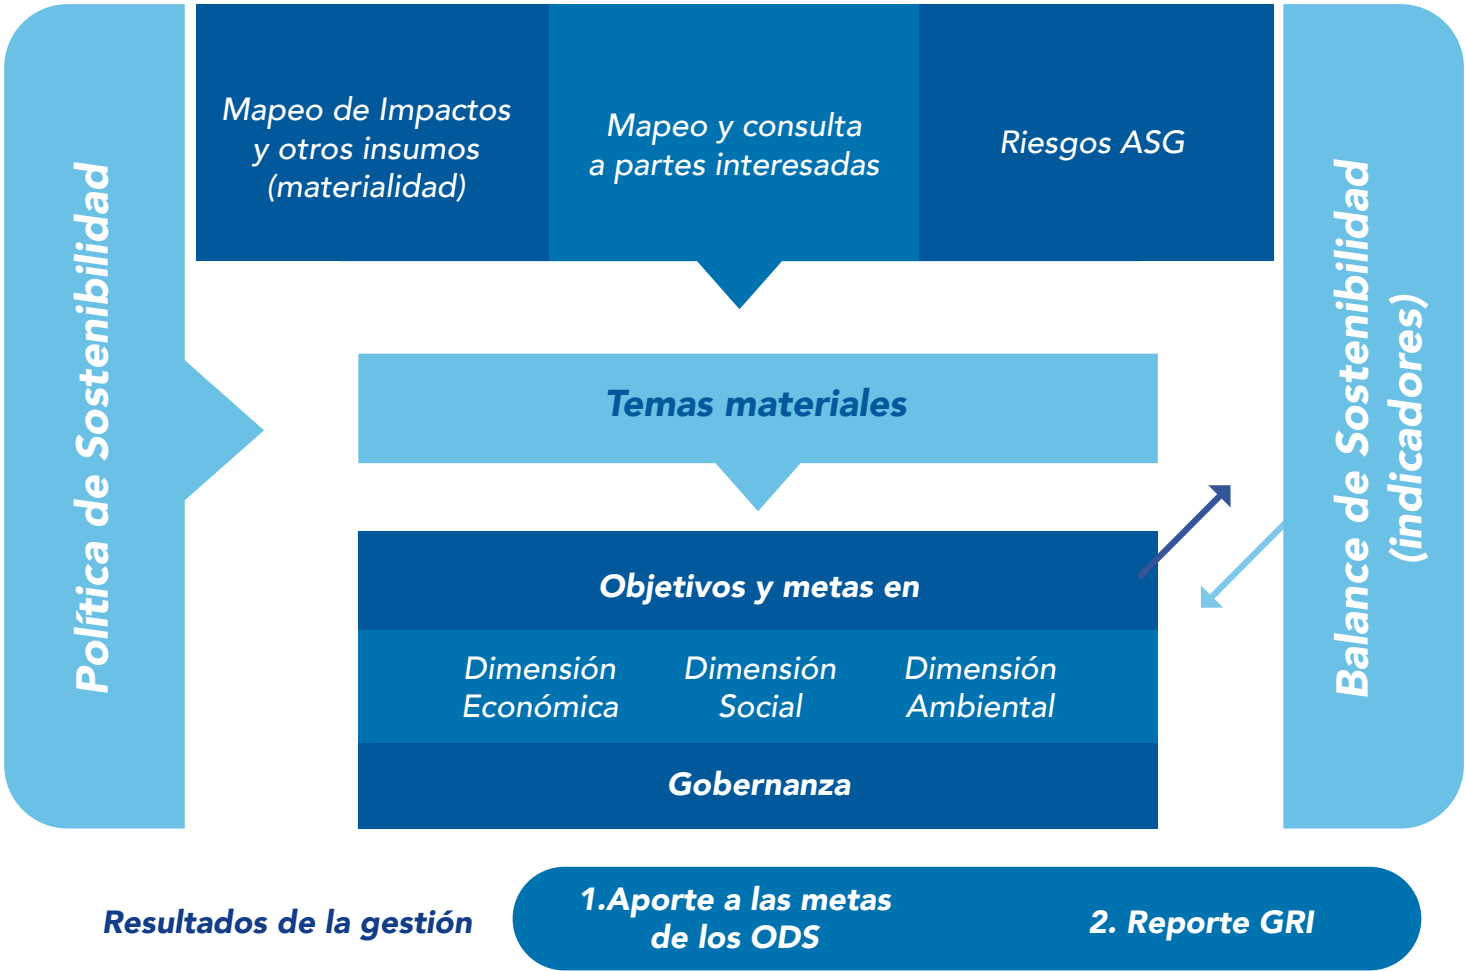 Política de Sostenibilidad
Mapeo de Impactos
y otros insumos
(materialidad)
Mapeo y consulta
a partes interesadas
Riesgos ASG
Temas materiales
Objetivos y metas en
Dimensión
Económica
Dimensión
Social
Dimensión
Ambiental
Gobernanza
Balance de Sostenibilidad
(indicadores)
Resultados de la gestión
1.Aporte a las metas
de los ODS
2. Reporte GRI